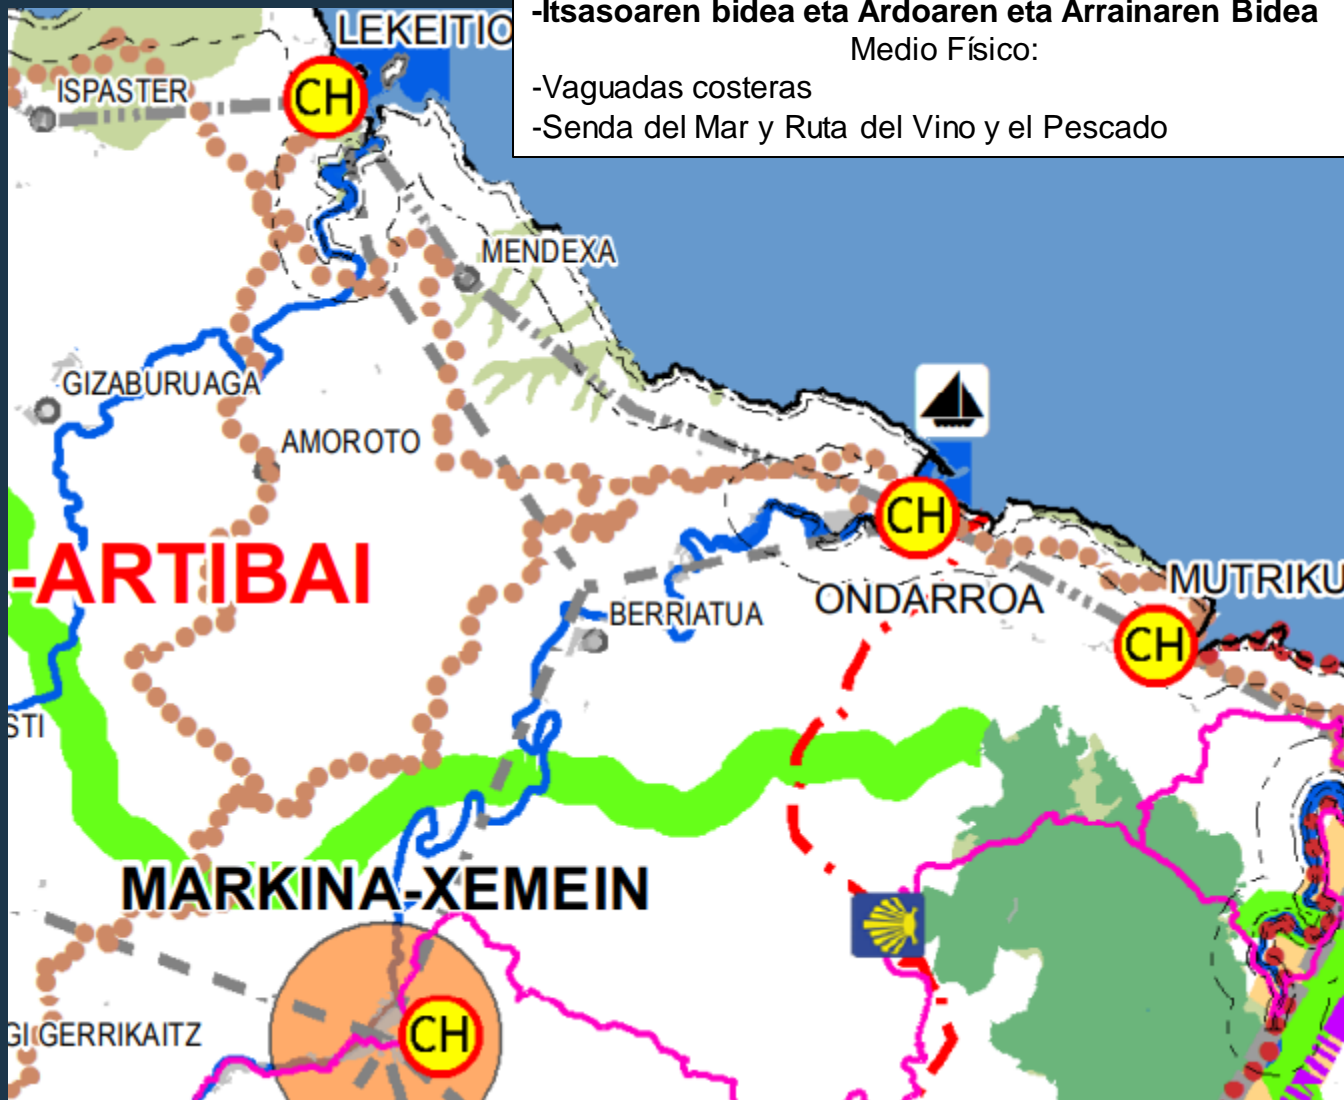 -Itsasoaren bidea eta Ardoaren eta Arrainaren Bidea
Medio Físico:
-Vaguadas costeras
-Senda del Mar y Ruta del Vino y el Pescado
LEKEITIO
ISPASTER
CH
MENDEXA
GIZABURUAGA
AMOROTO
CH
-ARTIBAI
MUTRIKU
ONDARROA
BERRIATUA
CH
STI
MARKINA-XEMEIN
GI GERRIKAITZ
CH